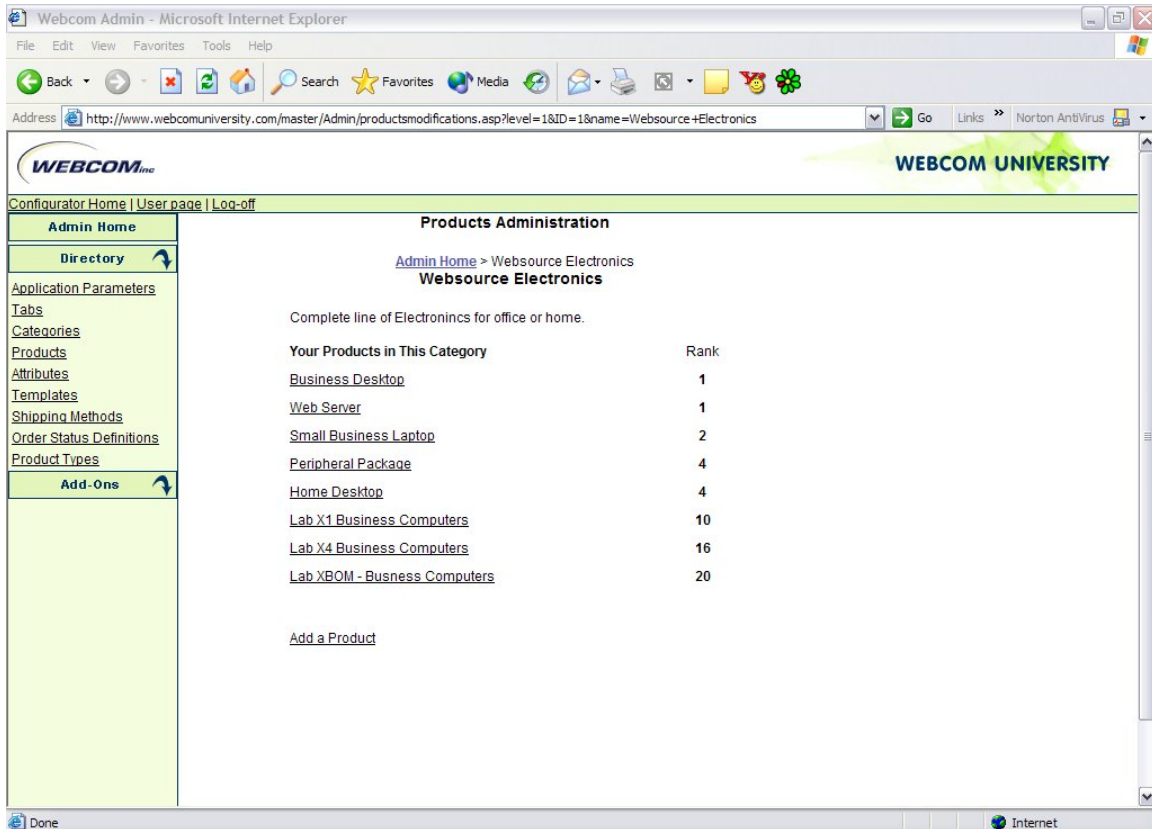 Webcom Admin - Microsoft Internet Explorer
File Edit View Favorites Tools Help
Back Search Favorites Media
Address http://www.webcomuniversity.com/master/Admin/productsmodifications.asp?level=1&ID=1&name=Websource+Electronics Go Links » Norton AntiVirus
WEBCOM inc WEBCOM UNIVERSITY
Configurator Home | User page | Log-off
Admin Home
Directory
Application Parameters
Tabs
Categories
Products
Attributes
Templates
Shipping Methods
Order Status Definitions
Product Types
Add-Ons
Products Administration
Admin Home > Websource Electronics
Websource Electronics
Complete line of Electronincs for office or home.
Your Products in This Category Rank
Business Desktop 1
Web Server 1
Small Business Laptop 2
Peripheral Package 4
Home Desktop 4
Lab X1 Business Computers 10
Lab X4 Business Computers 16
Lab XBOM - Busness Computers 20
Add a Product
Done Internet